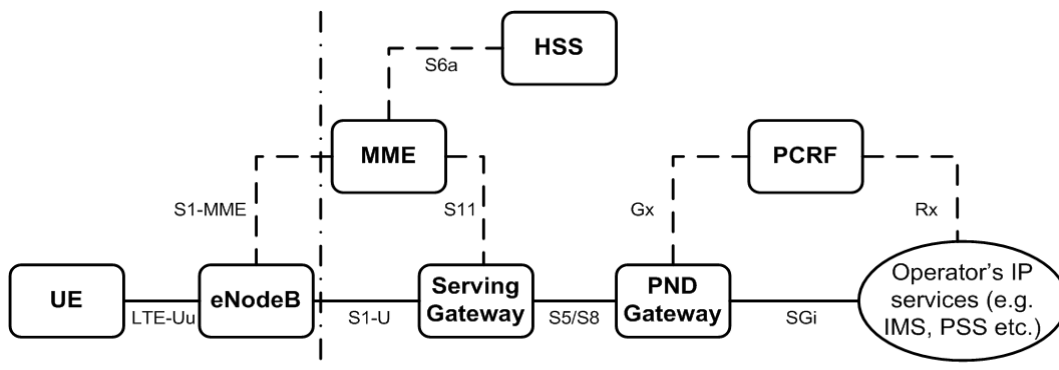 HSS
S6a
MME
PCRF
S1-MME
S11
Gx
Rx
UE
eNodeB
Serving
Gateway
PND
Gateway
Operator's IP
services (e.g.
IMS, PSS etc.)
LTE-Uu
S1-U
S5/S8
SGi